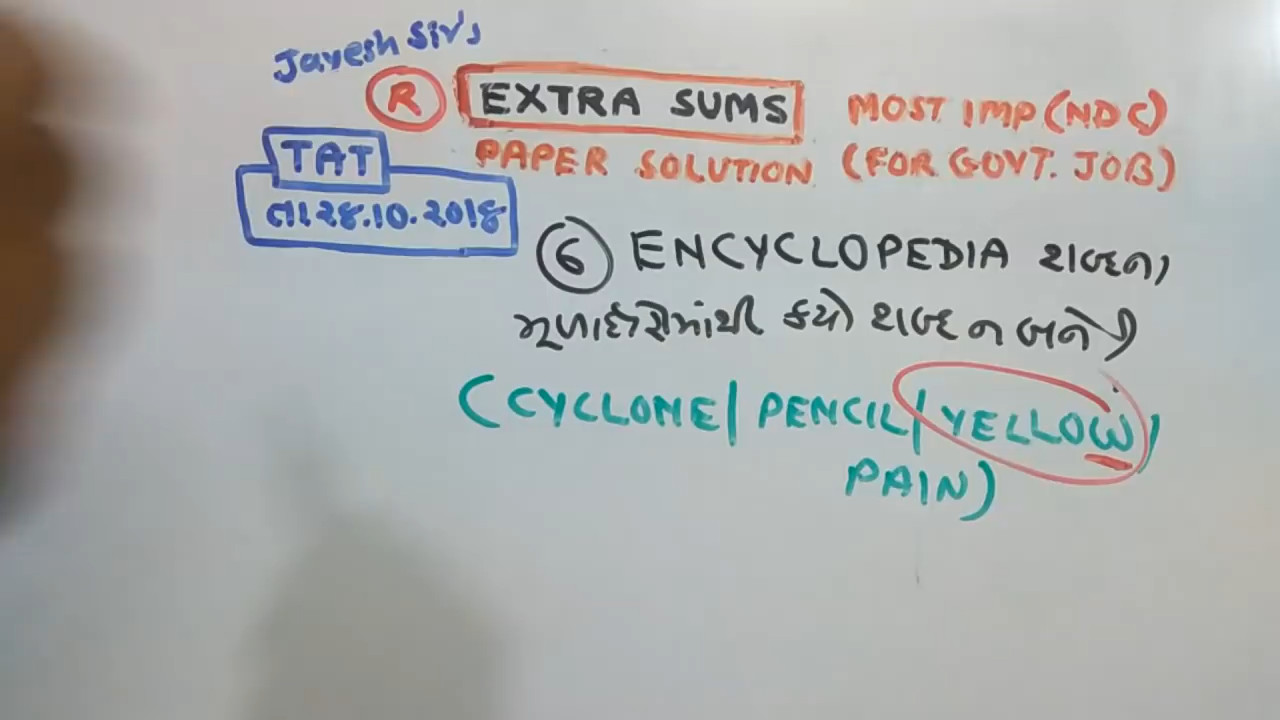 Jayesh Sir's
R EXTRA SUMS MOST IMP (NDC)
TAT PAPER SOLUTION (FOR GOVT. JOB)
તા ૨૮.૧૦.૨૦૧૮
6 ENCYCLOPEDIA શબ્દના
મૂળાક્ષરોમાંથી કયો શબ્દ ન બને?
(CYCLONE / PENCIL / YELLOW /
PAIN)